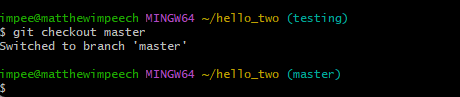 impee@matthewimpeech MINGW64 ~/hello_two (testing)
$ git checkout master
Switched to branch 'master'
impee@matthewimpeech MINGW64 ~/hello_two (master)
$